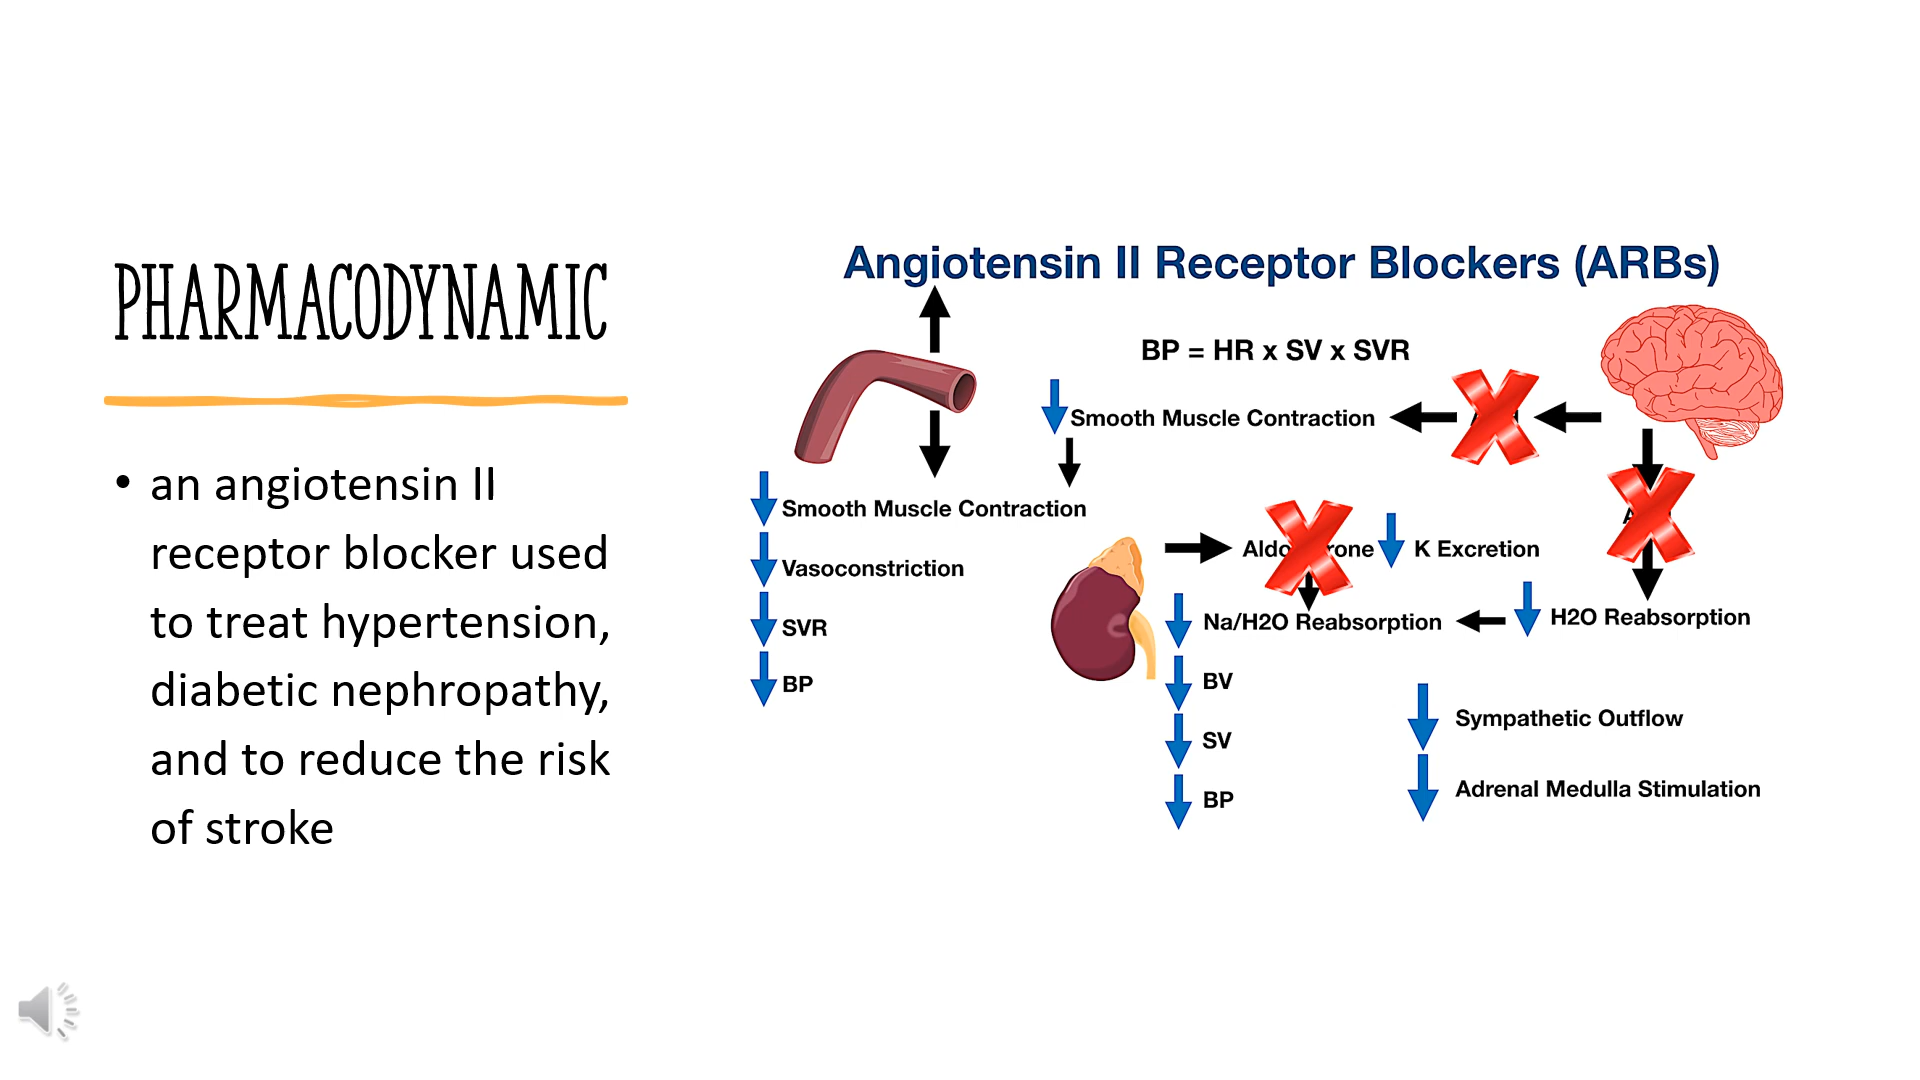 PHARMACODYNAMIC
• an angiotensin II
receptor blocker used
to treat hypertension,
diabetic nephropathy,
and to reduce the risk
of stroke
Angiotensin II Receptor Blockers (ARBs)
BP = HR x SV x SVR
Smooth Muscle Contraction
Smooth Muscle Contraction
Vasoconstriction
SVR
BP
K Excretion
Na/H2O Reabsorption
H2O Reabsorption
BV
SV
BP
Sympathetic Outflow
Adrenal Medulla Stimulation